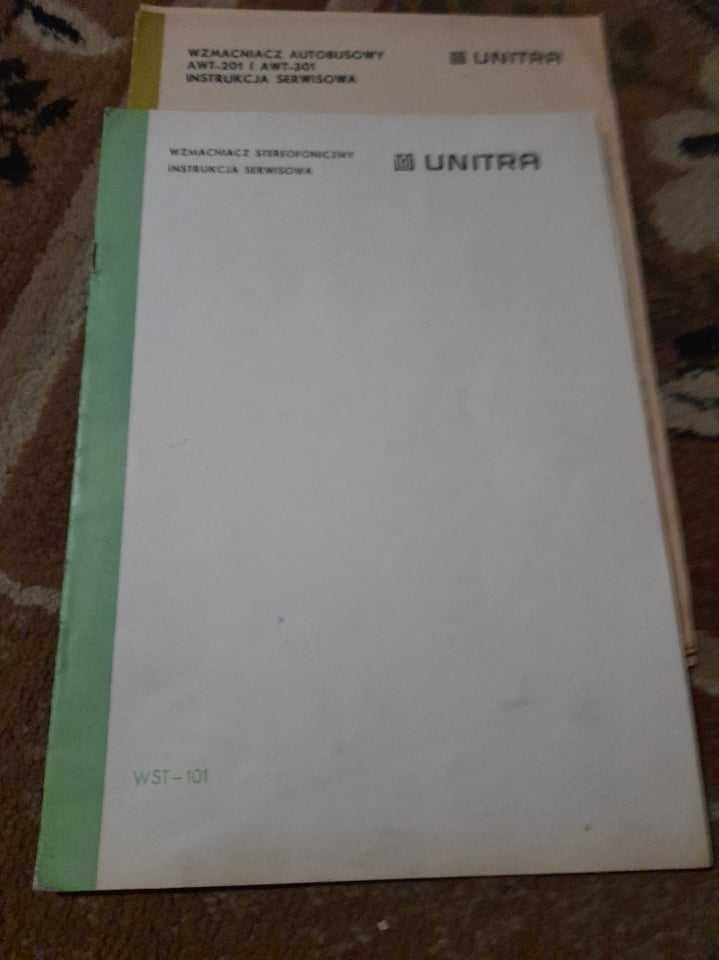 WZMACNIACZ AUTOBUSOWY
AWT-201 I AWT-301
INSTRUKCJA SERWISOWA
UNITRA
WZMACNIACZ STEREOFONICZNY
INSTRUKCJA SERWISOWA
UNITRA
WST-101